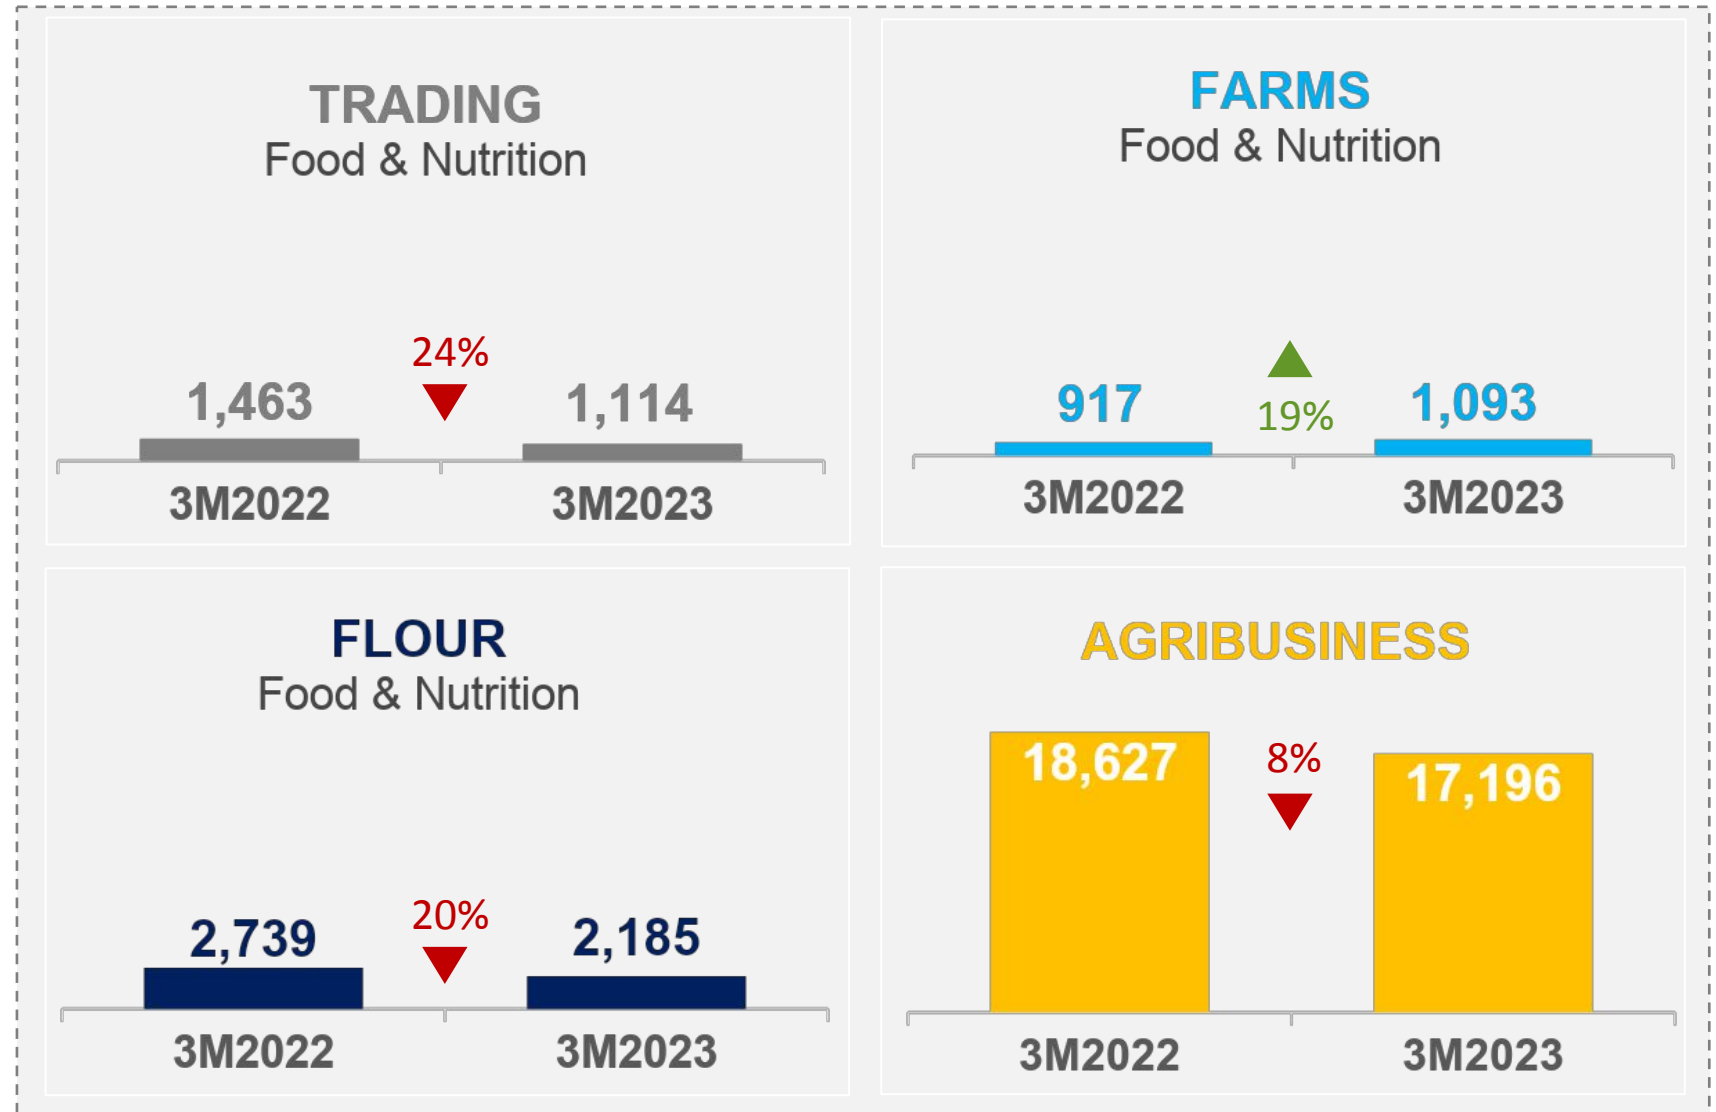 TRADING
Food & Nutrition
24%
1,463
1,114
3M2022
3M2023
FARMS
Food & Nutrition
917
19%
1,093
3M2022
3M2023
FLOUR
Food & Nutrition
20%
2,739
2,185
3M2022
3M2023
AGRIBUSINESS
18,627
8%
17,196
3M2022
3M2023